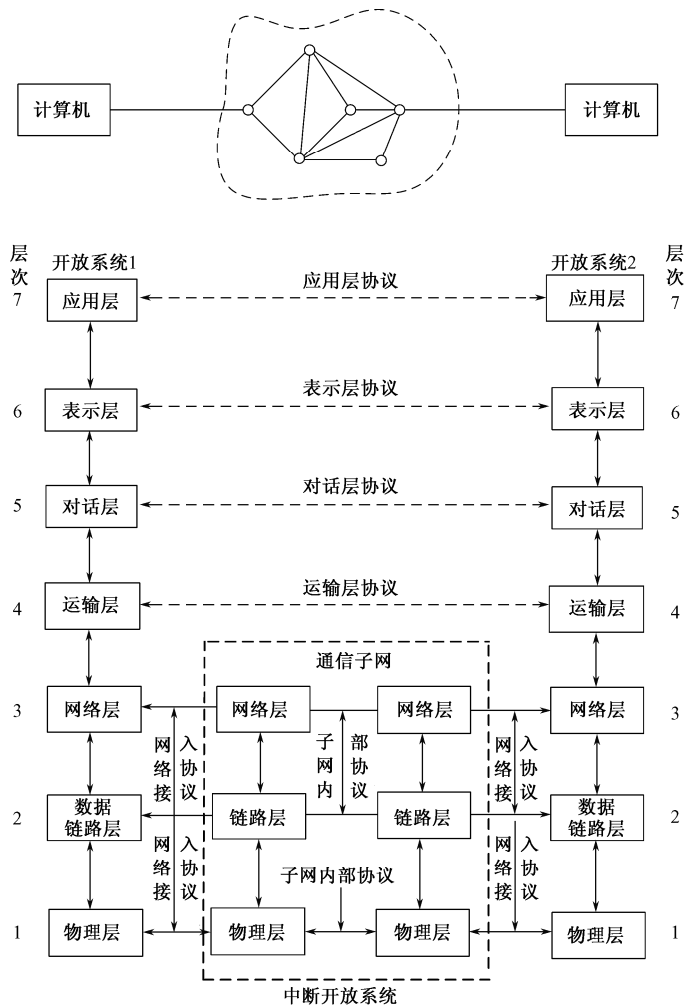 计算机
计算机
层次
开放系统1
开放系统2
层次
7
应用层
应用层协议
应用层
7
6
表示层
表示层协议
表示层
6
5
对话层
对话层协议
对话层
5
4
运输层
运输层协议
运输层
4
通信子网
3
网络层
网络层
网络层
网络层
3
网络接
入协议
子网内
部协议
网络接
入协议
2
数据
链路层
链路层
链路层
数据
链路层
2
网络接
入协议
子网内部协议
网络接
入协议
1
物理层
物理层
物理层
物理层
1
中断开放系统